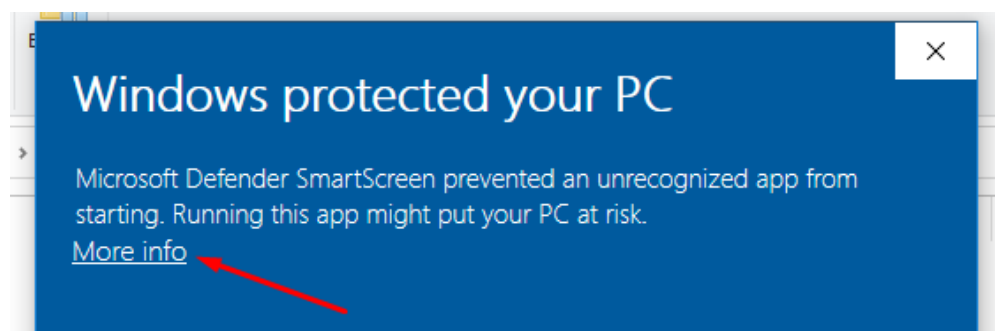 Windows protected your PC
Microsoft Defender SmartScreen prevented an unrecognized app from
starting. Running this app might put your PC at risk.
More info